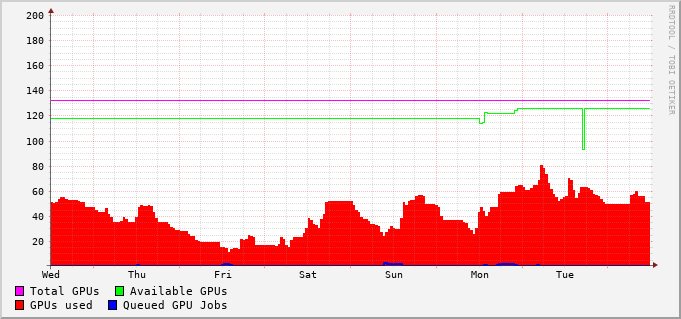 200
180
160
140
120
100
80
60
40
20
Wed Thu Fri Sat Sun Mon Tue
Total GPUs Available GPUs
GPUs used Queued GPU Jobs
RRDTOOL / TOBI OETIKER